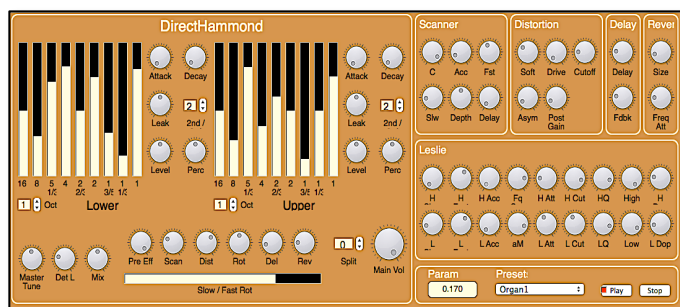 DirectHammond
Attack Decay
Leak 2 2nd /
Level Perc
16 8 5 1/3 4 2 2/3 2 1 3/5 1 1/3 1
1 Oct Lower
Attack Decay
Leak 2 2nd /
Level Perc
16 8 5 1/3 4 2 2/3 2 1 3/5 1 1/3 1
1 Oct Upper
Master Tune Det L Mix
Pre Eff Scan Dist Rot Del Rev
0 Split Main Vol
Slow / Fast Rot
Scanner
C Acc Fst
Slw Depth Delay
Distortion
Soft Drive Cutoff
Asym Post Gain
Delay
Delay
Fdbk
Rever
Size
Freq Att
Leslie
H H H Acc Fq H Att H Cut HQ High H
L L L Acc aM L Att L Cut LQ Low L Dop
Param Preset:
0.170 Organ1 Play Stop